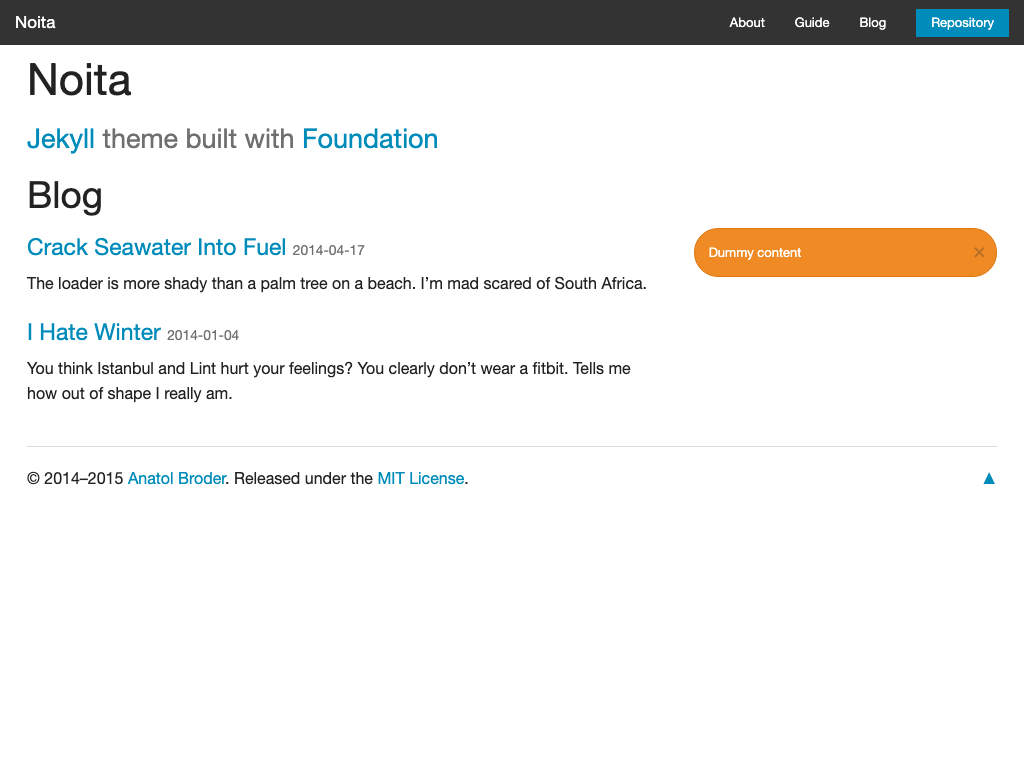 Noita
About Guide Blog Repository
Noita
Jekyll theme built with Foundation
Blog
Crack Seawater Into Fuel 2014-04-17
The loader is more shady than a palm tree on a beach. I’m mad scared of South Africa.
Dummy content ×
I Hate Winter 2014-01-04
You think Istanbul and Lint hurt your feelings? You clearly don’t wear a fitbit. Tells me
how out of shape I really am.
© 2014–2015 Anatol Broder. Released under the MIT License.
▲